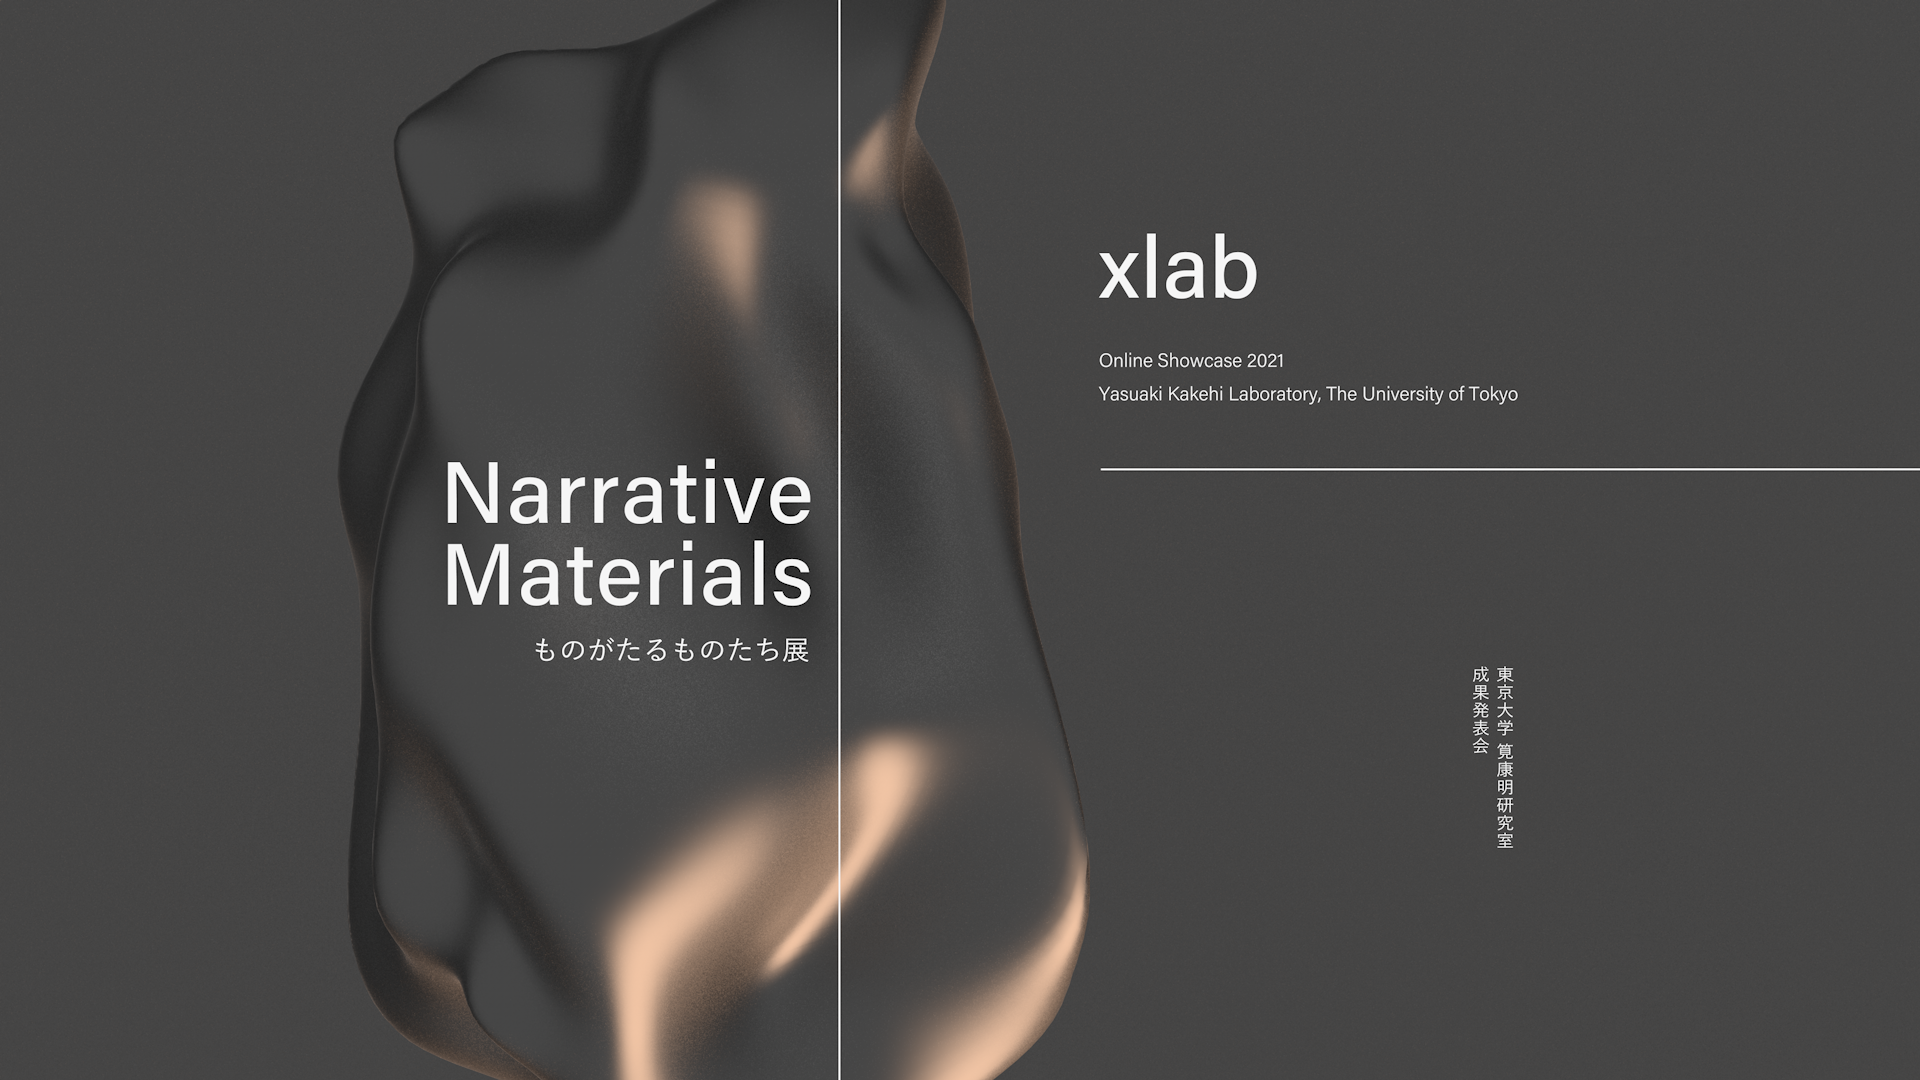 Narrative
Materials
ものがたるものたち展
xlab
Online Showcase 2021
Yasuaki Kakehi Laboratory, The University of Tokyo
東京大学 筧康明研究室
成果発表会